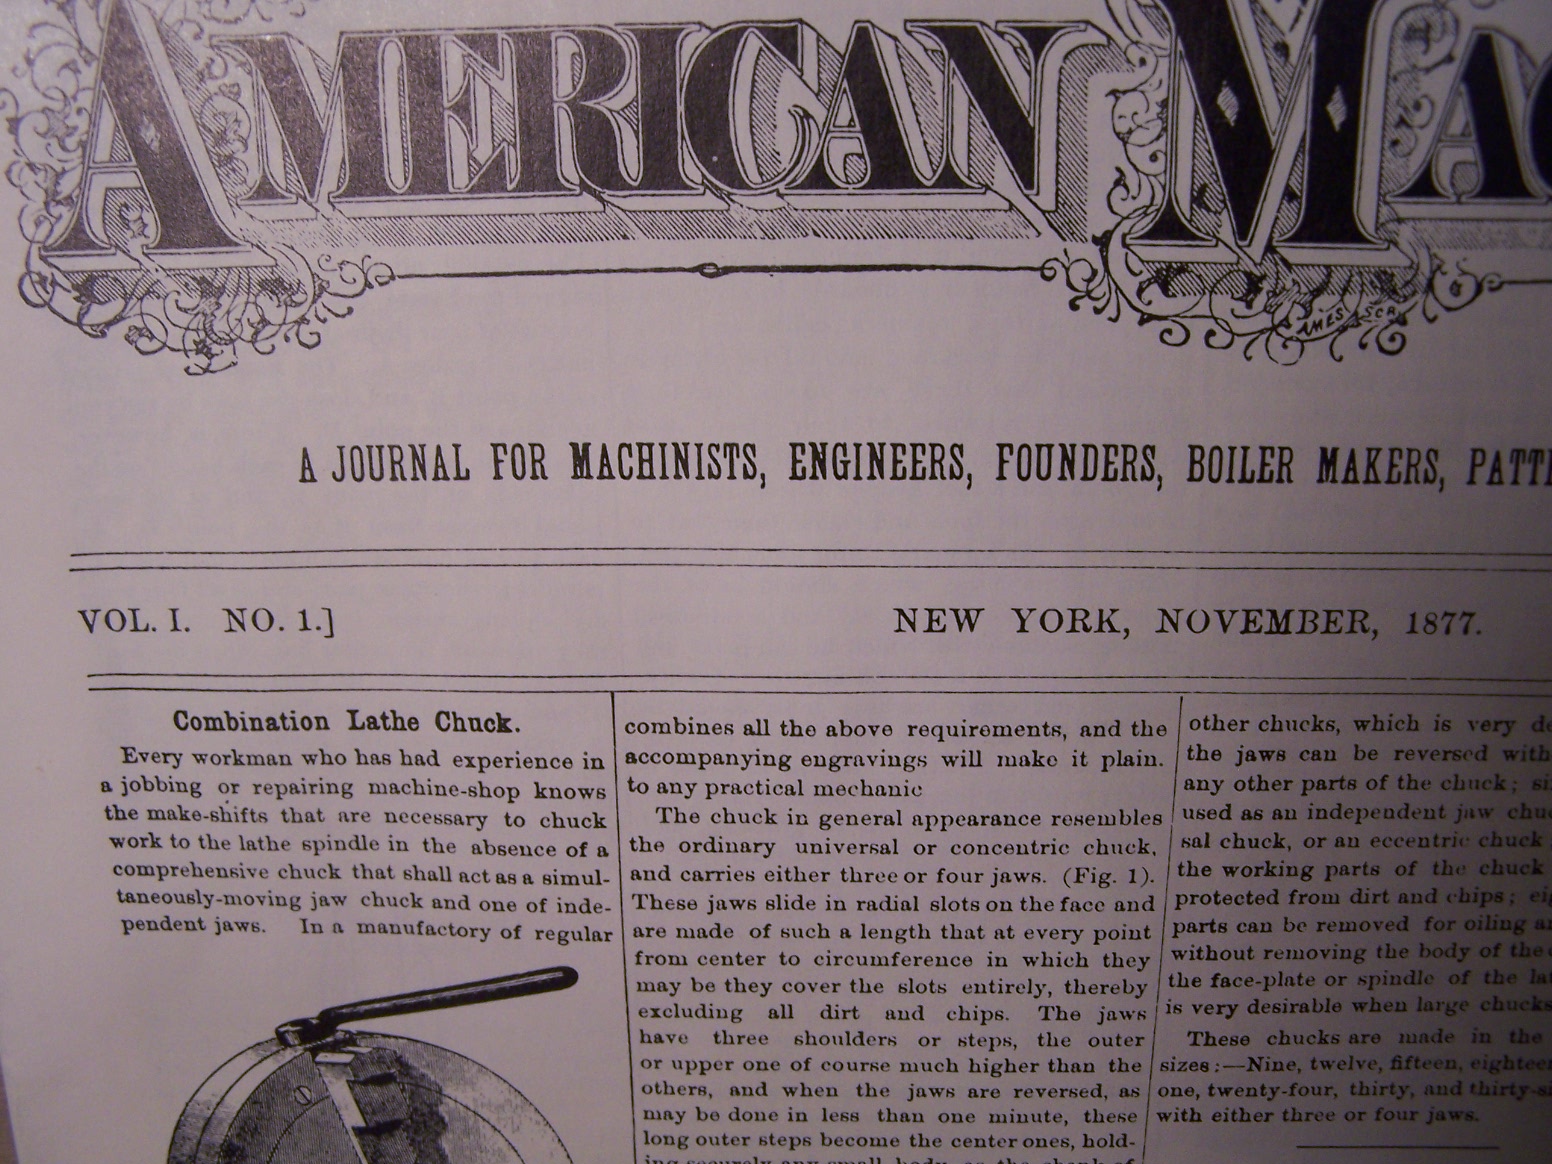 AMERICAN
AMES SCR
A JOURNAL FOR MACHINISTS, ENGINEERS, FOUNDERS, BOILER MAKERS,
VOL. I. NO. 1.]
NEW YORK, NOVEMBER, 1877.
Combination Lathe Chuck.
Every workman who has had experience in
a jobbing or repairing machine-shop knows
the make-shifts that are necessary to chuck
work to the lathe spindle in the absence of a
comprehensive chuck that shall act as a simul-
taneously-moving jaw chuck and one of inde-
pendent jaws. In a manufactory of regular
combines all the above requirements, and the
accompanying engravings will make it plain.
to any practical mechanic
The chuck in general appearance resembles
the ordinary universal or concentric chuck,
and carries either three or four jaws. (Fig. 1).
These jaws slide in radial slots on the face and
are made of such a length that at every point
from center to circumference in which they
may be they cover the slots entirely, thereby
excluding all dirt and chips. The jaws
have three shoulders or steps, the outer
or upper one of course much higher than the
others, and when the jaws are reversed, as
may be done in less than one minute, these
long outer steps become the center ones, hold-
other chucks, which is very
the jaws can be reversed
any other parts of the chuck;
used as an independent jaw
sal chuck, or an eccentric chuck
the working parts of the chuck
protected from dirt and chips;
parts can be removed for oiling
without removing the body of the
the face-plate or spindle of the
is very desirable when large chucks
These chucks are made in the
sizes:—Nine, twelve, fifteen,
one, twenty-four, thirty, and
with either three or four jaws.